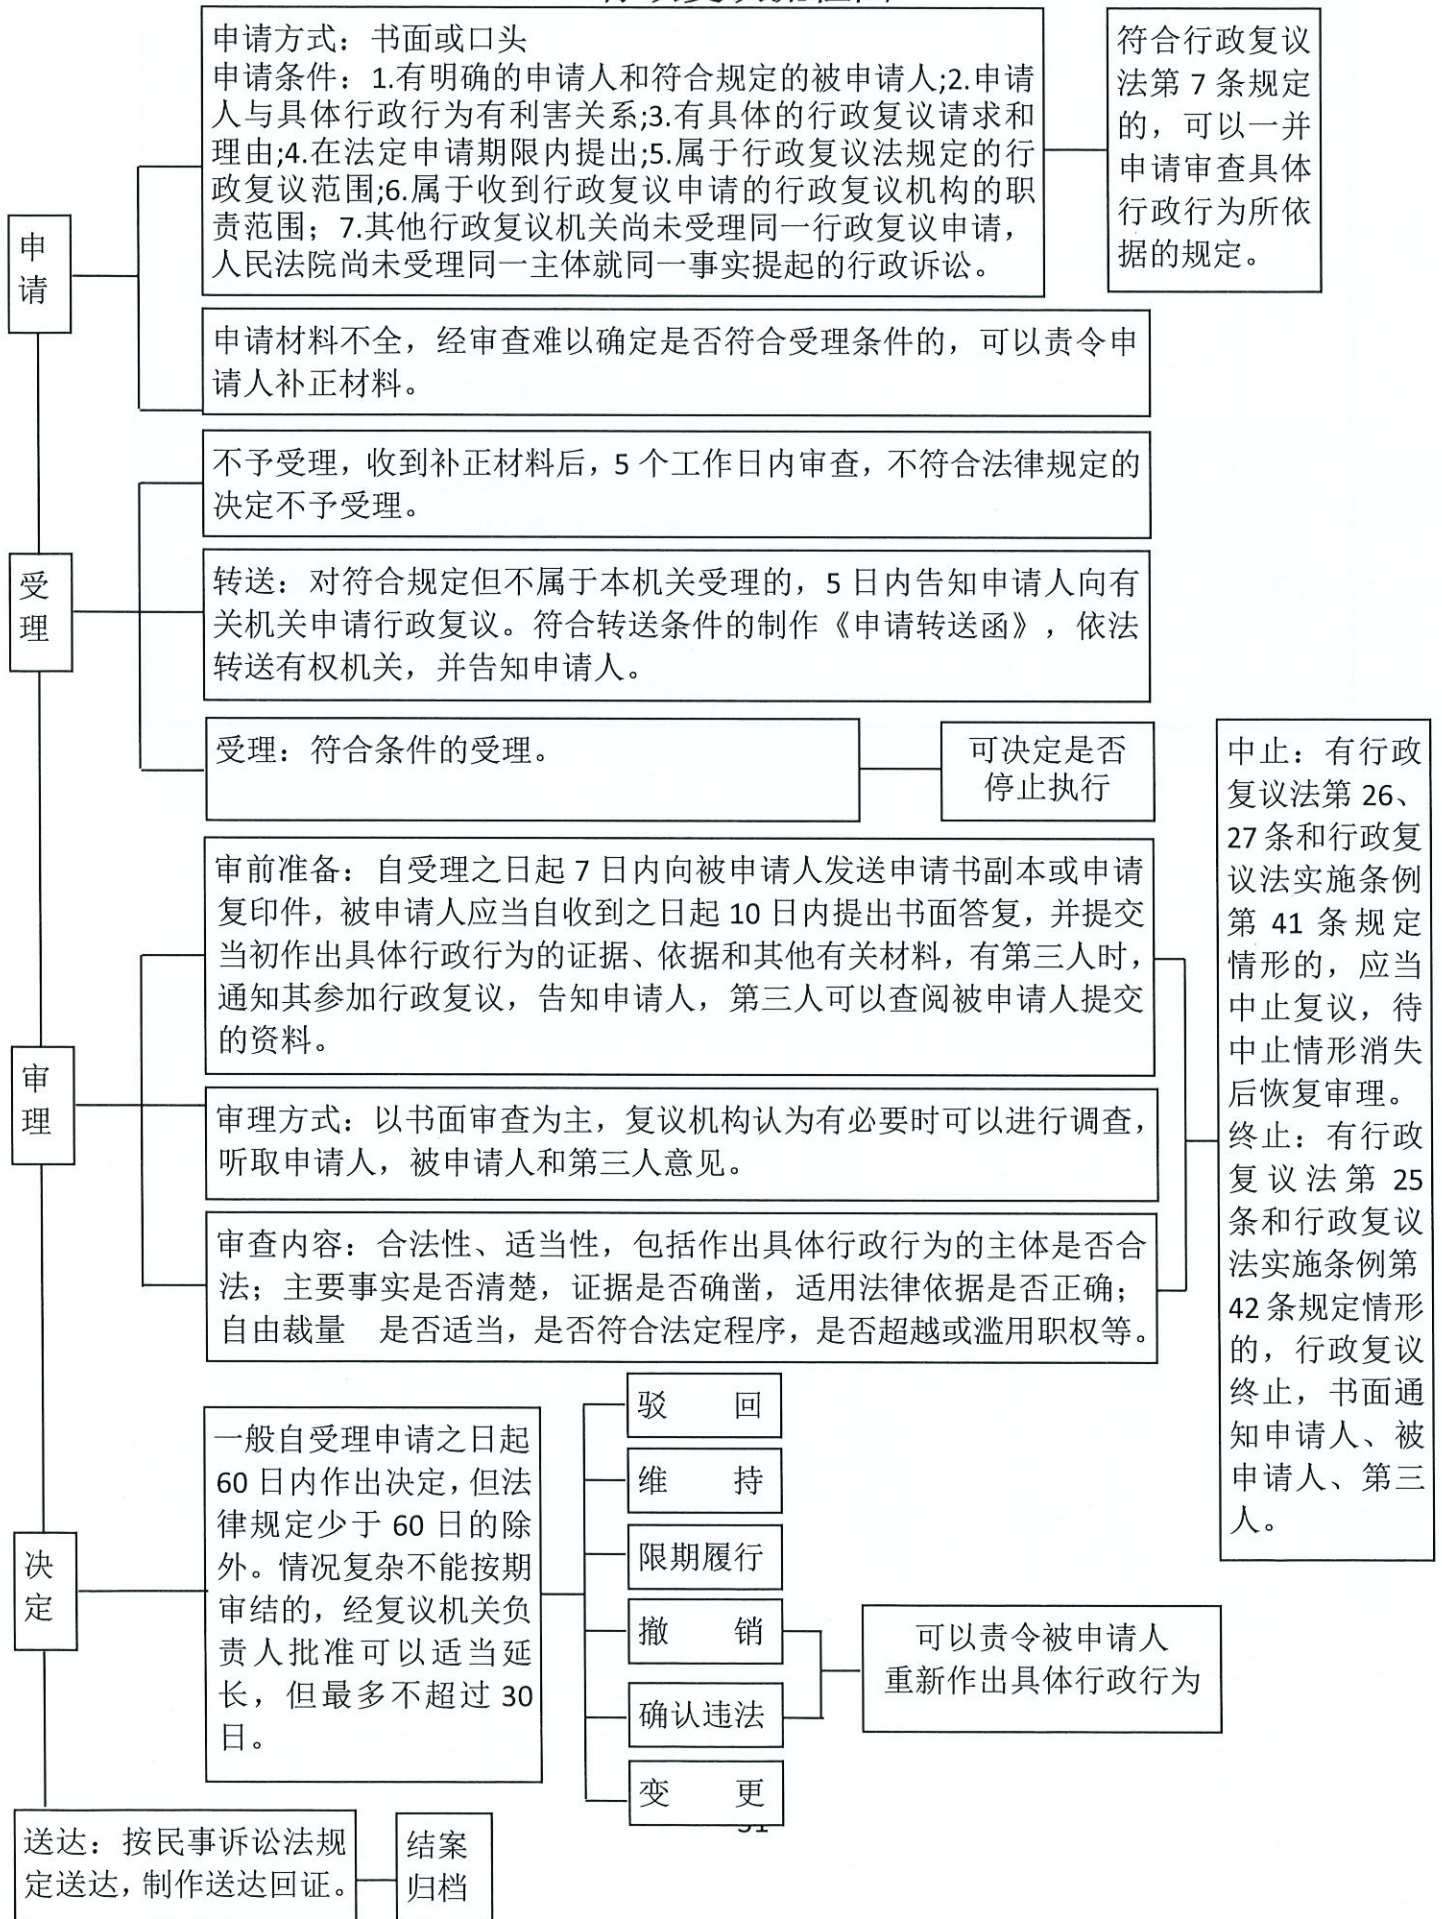 申请方式：书面或口头
申请条件：1.有明确的申请人和符合规定的被申请人;2.申请
人与具体行政行为有利害关系;3.有具体的行政复议请求和
理由;4.在法定申请期限内提出;5.属于行政复议法规定的行
政复议范围;6.属于收到行政复议申请的行政复议机构的职
责范围；7.其他行政复议机关尚未受理同一行政复议申请，
人民法院尚未受理同一主体就同一事实提起的行政诉讼。
符合行政复议
法第 7 条规定
的，可以一并
申请审查具体
行政行为所依
据的规定。
申
请
申请材料不全，经审查难以确定是否符合受理条件的，可以责令申
请人补正材料。
不予受理，收到补正材料后，5 个工作日内审查，不符合法律规定的
决定不予受理。
受
理
转送：对符合规定但不属于本机关受理的，5 日内告知申请人向有
关机关申请行政复议。符合转送条件的制作《申请转送函》，依法
转送有权机关，并告知申请人。
受理：符合条件的受理。
可决定是否
停止执行
审前准备：自受理之日起 7 日内向被申请人发送申请书副本或申请
复印件，被申请人应当自收到之日起 10 日内提出书面答复，并提交
当初作出具体行政行为的证据、依据和其他有关材料，有第三人时，
通知其参加行政复议，告知申请人，第三人可以查阅被申请人提交
的资料。
审
理
审理方式：以书面审查为主，复议机构认为有必要时可以进行调查，
听取申请人，被申请人和第三人意见。
审查内容：合法性、适当性，包括作出具体行政行为的主体是否合
法；主要事实是否清楚，证据是否确凿，适用法律依据是否正确；
自由裁量　是否适当，是否符合法定程序，是否超越或滥用职权等。
中止：有行政
复议法第 26、
27 条和行政复
议法实施条例
第 41 条规定
情形的，应当
中止复议，待
中止情形消失
后恢复审理。
终止：有行政
复议法第 25
条和行政复议
法实施条例第
42 条规定情形
的，行政复议
终止，书面通
知申请人、被
申请人、第三
人。
决
定
一般自受理申请之日起
60 日内作出决定，但法
律规定少于 60 日的除
外。情况复杂不能按期
审结的，经复议机关负
责人批准可以适当延
长，但最多不超过 30
日。
驳　　回
维　　持
限期履行
撤　　销
确认违法
变　　更
可以责令被申请人
重新作出具体行政行为
送达：按民事诉讼法规
定送达，制作送达回证。
结案
归档